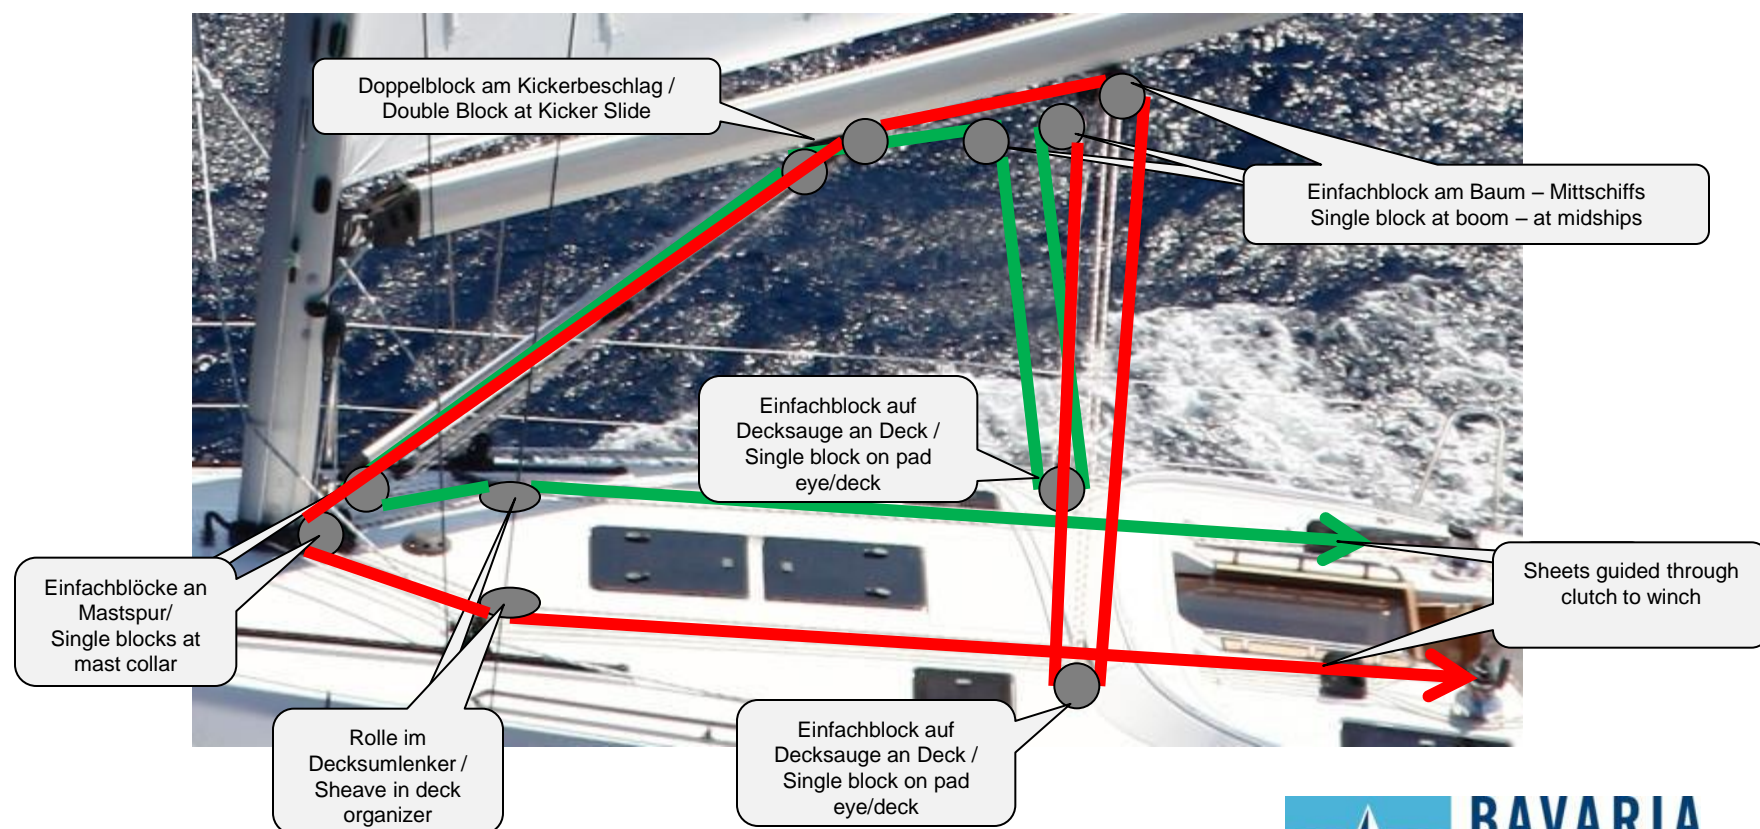 Doppelblock am Kickerbeschlag /
Double Block at Kicker Slide
Einfachblock am Baum – Mittschiffs
Single block at boom – at midships
Einfachblock auf
Decksauge an Deck /
Single block on pad
eye/deck
Einfachblöcke an
Mastspur/
Single blocks at
mast collar
Sheets guided through
clutch to winch
Rolle im
Decksumlenker /
Sheave in deck
organizer
Einfachblock auf
Decksauge an Deck /
Single block on pad
eye/deck
BAVARIA